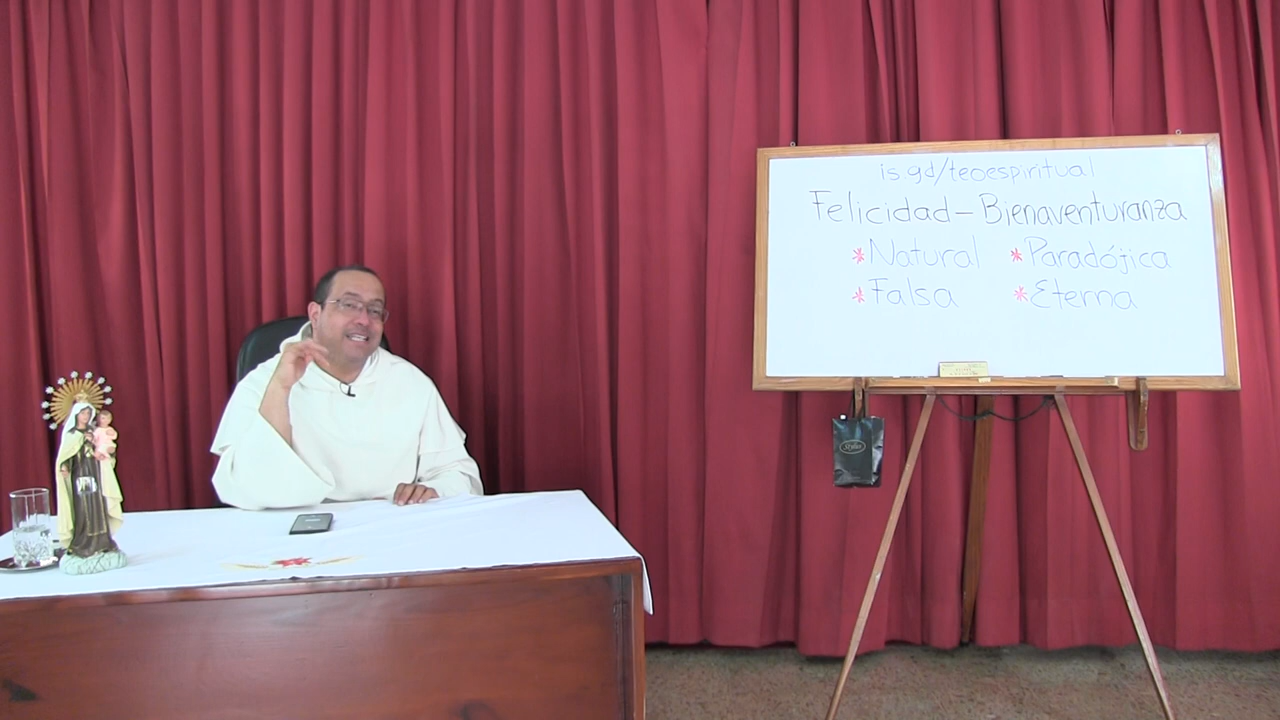 is.gd/teoespiritual
Felicidad - Bienaventuranza
* Natural * Paradójica
* Falsa * Eterna